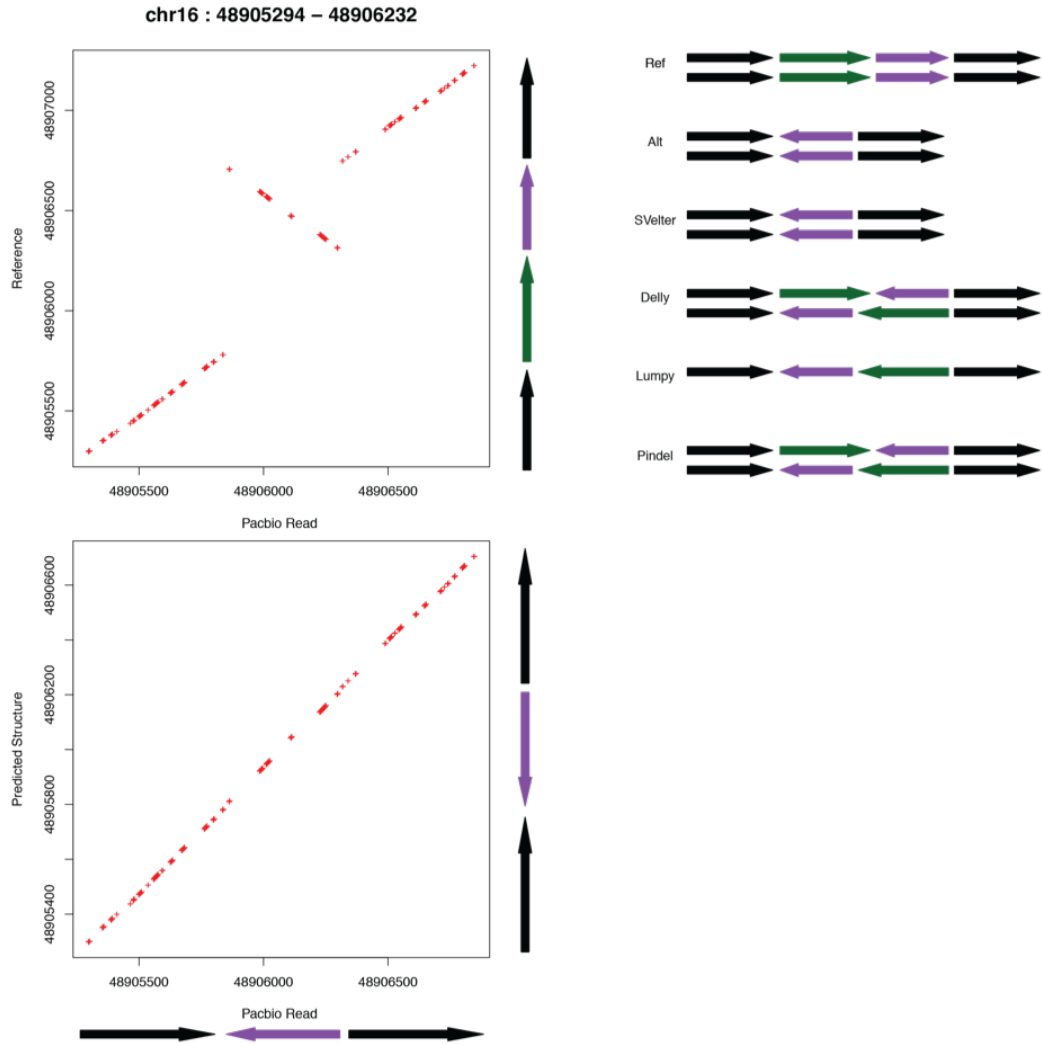 chr16 : 48905294 – 48906232
Reference
48907000
48906500
48906000
48905500
48905500 48906000 48906500
Pacbio Read
Ref
Alt
SVelter
Delly
Lumpy
Pindel
Predicted Structure
48906600
48906200
48905800
48905400
48905500 48906000 48906500
Pacbio Read